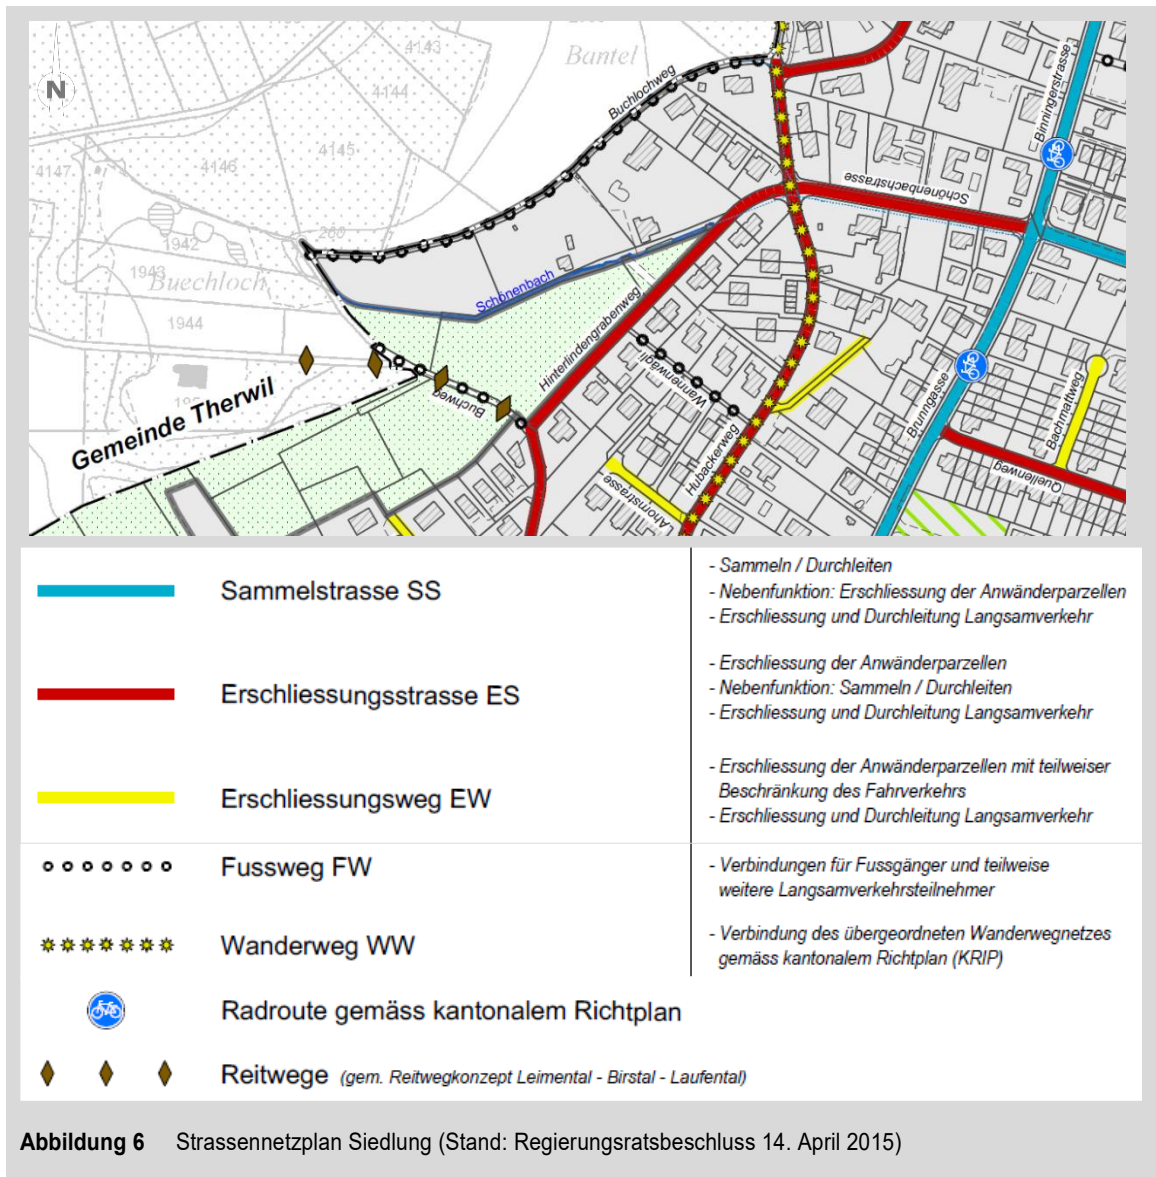 4143
Bantel
N
4144
Buchlochweg
Binningerstrasse
4145
4146
4147
Schönenbachstrasse
260
1942
1943
Buechloch
Schönenbach
1944
Hinterlindengrabenweg
Wannenwägli
Gemeinde Therwil
Buchweg
Brunngasse
Bachmattweg
Hubackerweg
Quellenweg
Ahornstrasse
Sammelstrasse SS
- Sammeln / Durchleiten
- Nebenfunktion: Erschliessung der Anwänderparzellen
- Erschliessung und Durchleitung Langsamverkehr
Erschliessungsstrasse ES
- Erschliessung der Anwänderparzellen
- Nebenfunktion: Sammeln / Durchleiten
- Erschliessung und Durchleitung Langsamverkehr
Erschliessungsweg EW
- Erschliessung der Anwänderparzellen mit teilweiser
Beschränkung des Fahrverkehrs
- Erschliessung und Durchleitung Langsamverkehr
Fussweg FW
- Verbindungen für Fussgänger und teilweise
weitere Langsamverkehrsteilnehmer
Wanderweg WW
- Verbindung des übergeordneten Wanderwegnetzes
gemäss kantonalem Richtplan (KRIP)
Radroute gemäss kantonalem Richtplan
Reitwege (gem. Reitwegkonzept Leimental - Birstal - Laufental)
Abbildung 6 Strassennetzplan Siedlung (Stand: Regierungsratsbeschluss 14. April 2015)